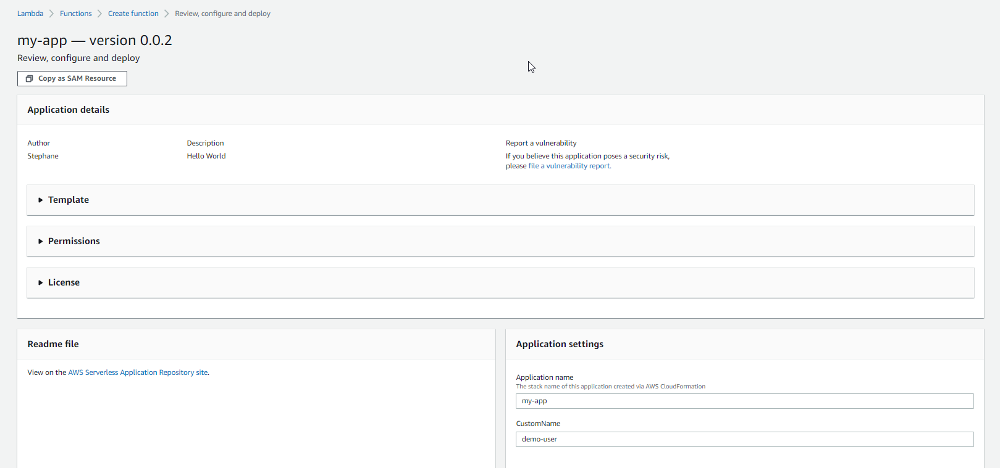 Lambda > Functions > Create function > Review, configure and deploy
my-app — version 0.0.2
Review, configure and deploy
Copy as SAM Resource
Application details
Author
Stephane
Description
Hello World
Report a vulnerability
If you believe this application poses a security risk,
please file a vulnerability report.
Template
Permissions
License
Readme file
View on the AWS Serverless Application Repository site.
Application settings
Application name
The stack name of this application created via AWS CloudFormation
my-app
CustomName
demo-user